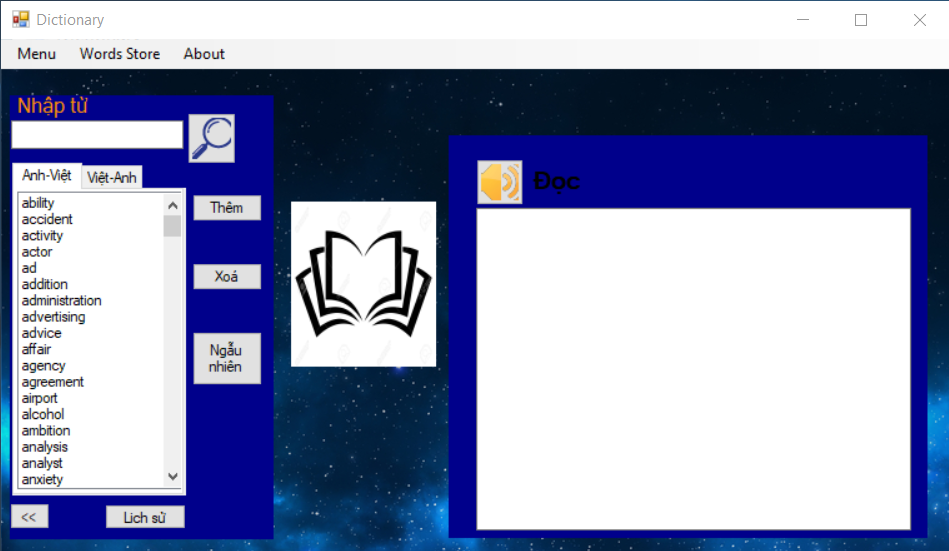 Dictionary
Menu Words Store About
Nhập từ
Anh-Việt Việt-Anh
ability
accident
activity
actor
ad
addition
administration
advertising
advice
affair
agency
agreement
airport
alcohol
ambition
analysis
analyst
anxiety
Thêm
Xoá
Ngẫu
nhiên
<<
Lich sử
Đọc